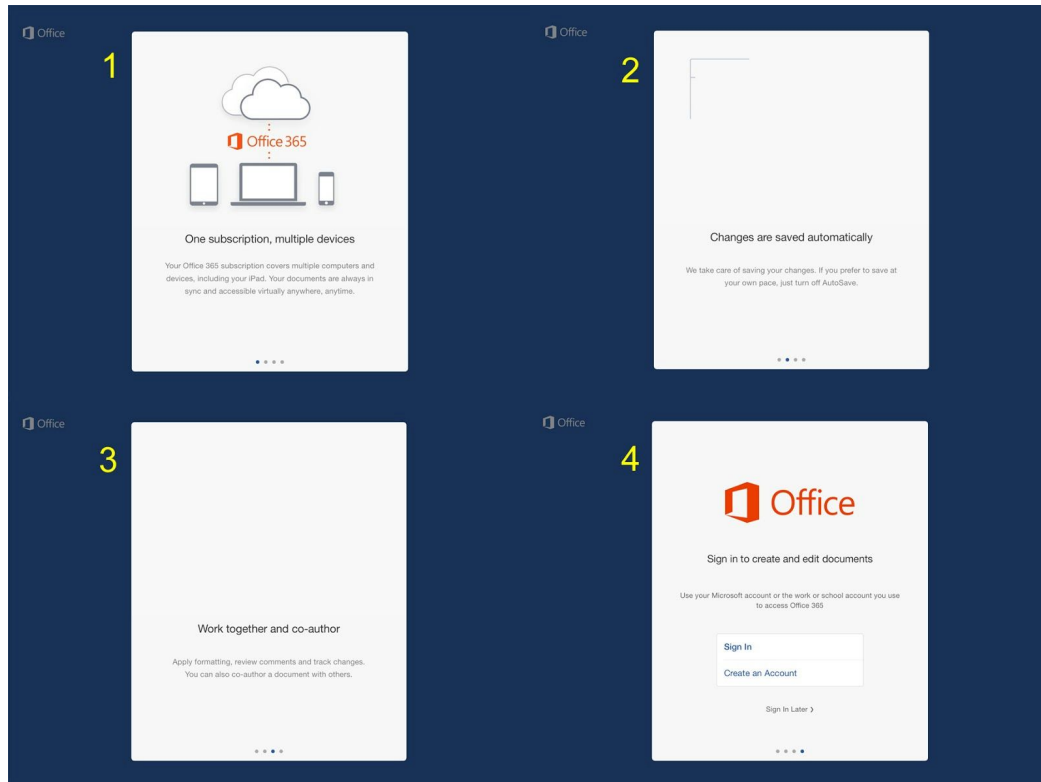 Office
1
Office 365
One subscription, multiple devices
Your Office 365 subscription covers multiple computers and
devices, including your iPad. Your documents are always in
sync and accessible virtually anywhere, anytime.
Office
2
Changes are saved automatically
We take care of saving your changes. If you prefer to save at
your own pace, just turn off AutoSave.
Office
3
Work together and co-author
Apply formatting, review comments and track changes.
You can also co-author a document with others.
Office
4
Office
Sign in to create and edit documents
Use your Microsoft account or the work or school account you use
to access Office 365
Sign In
Create an Account
Sign In Later ❯